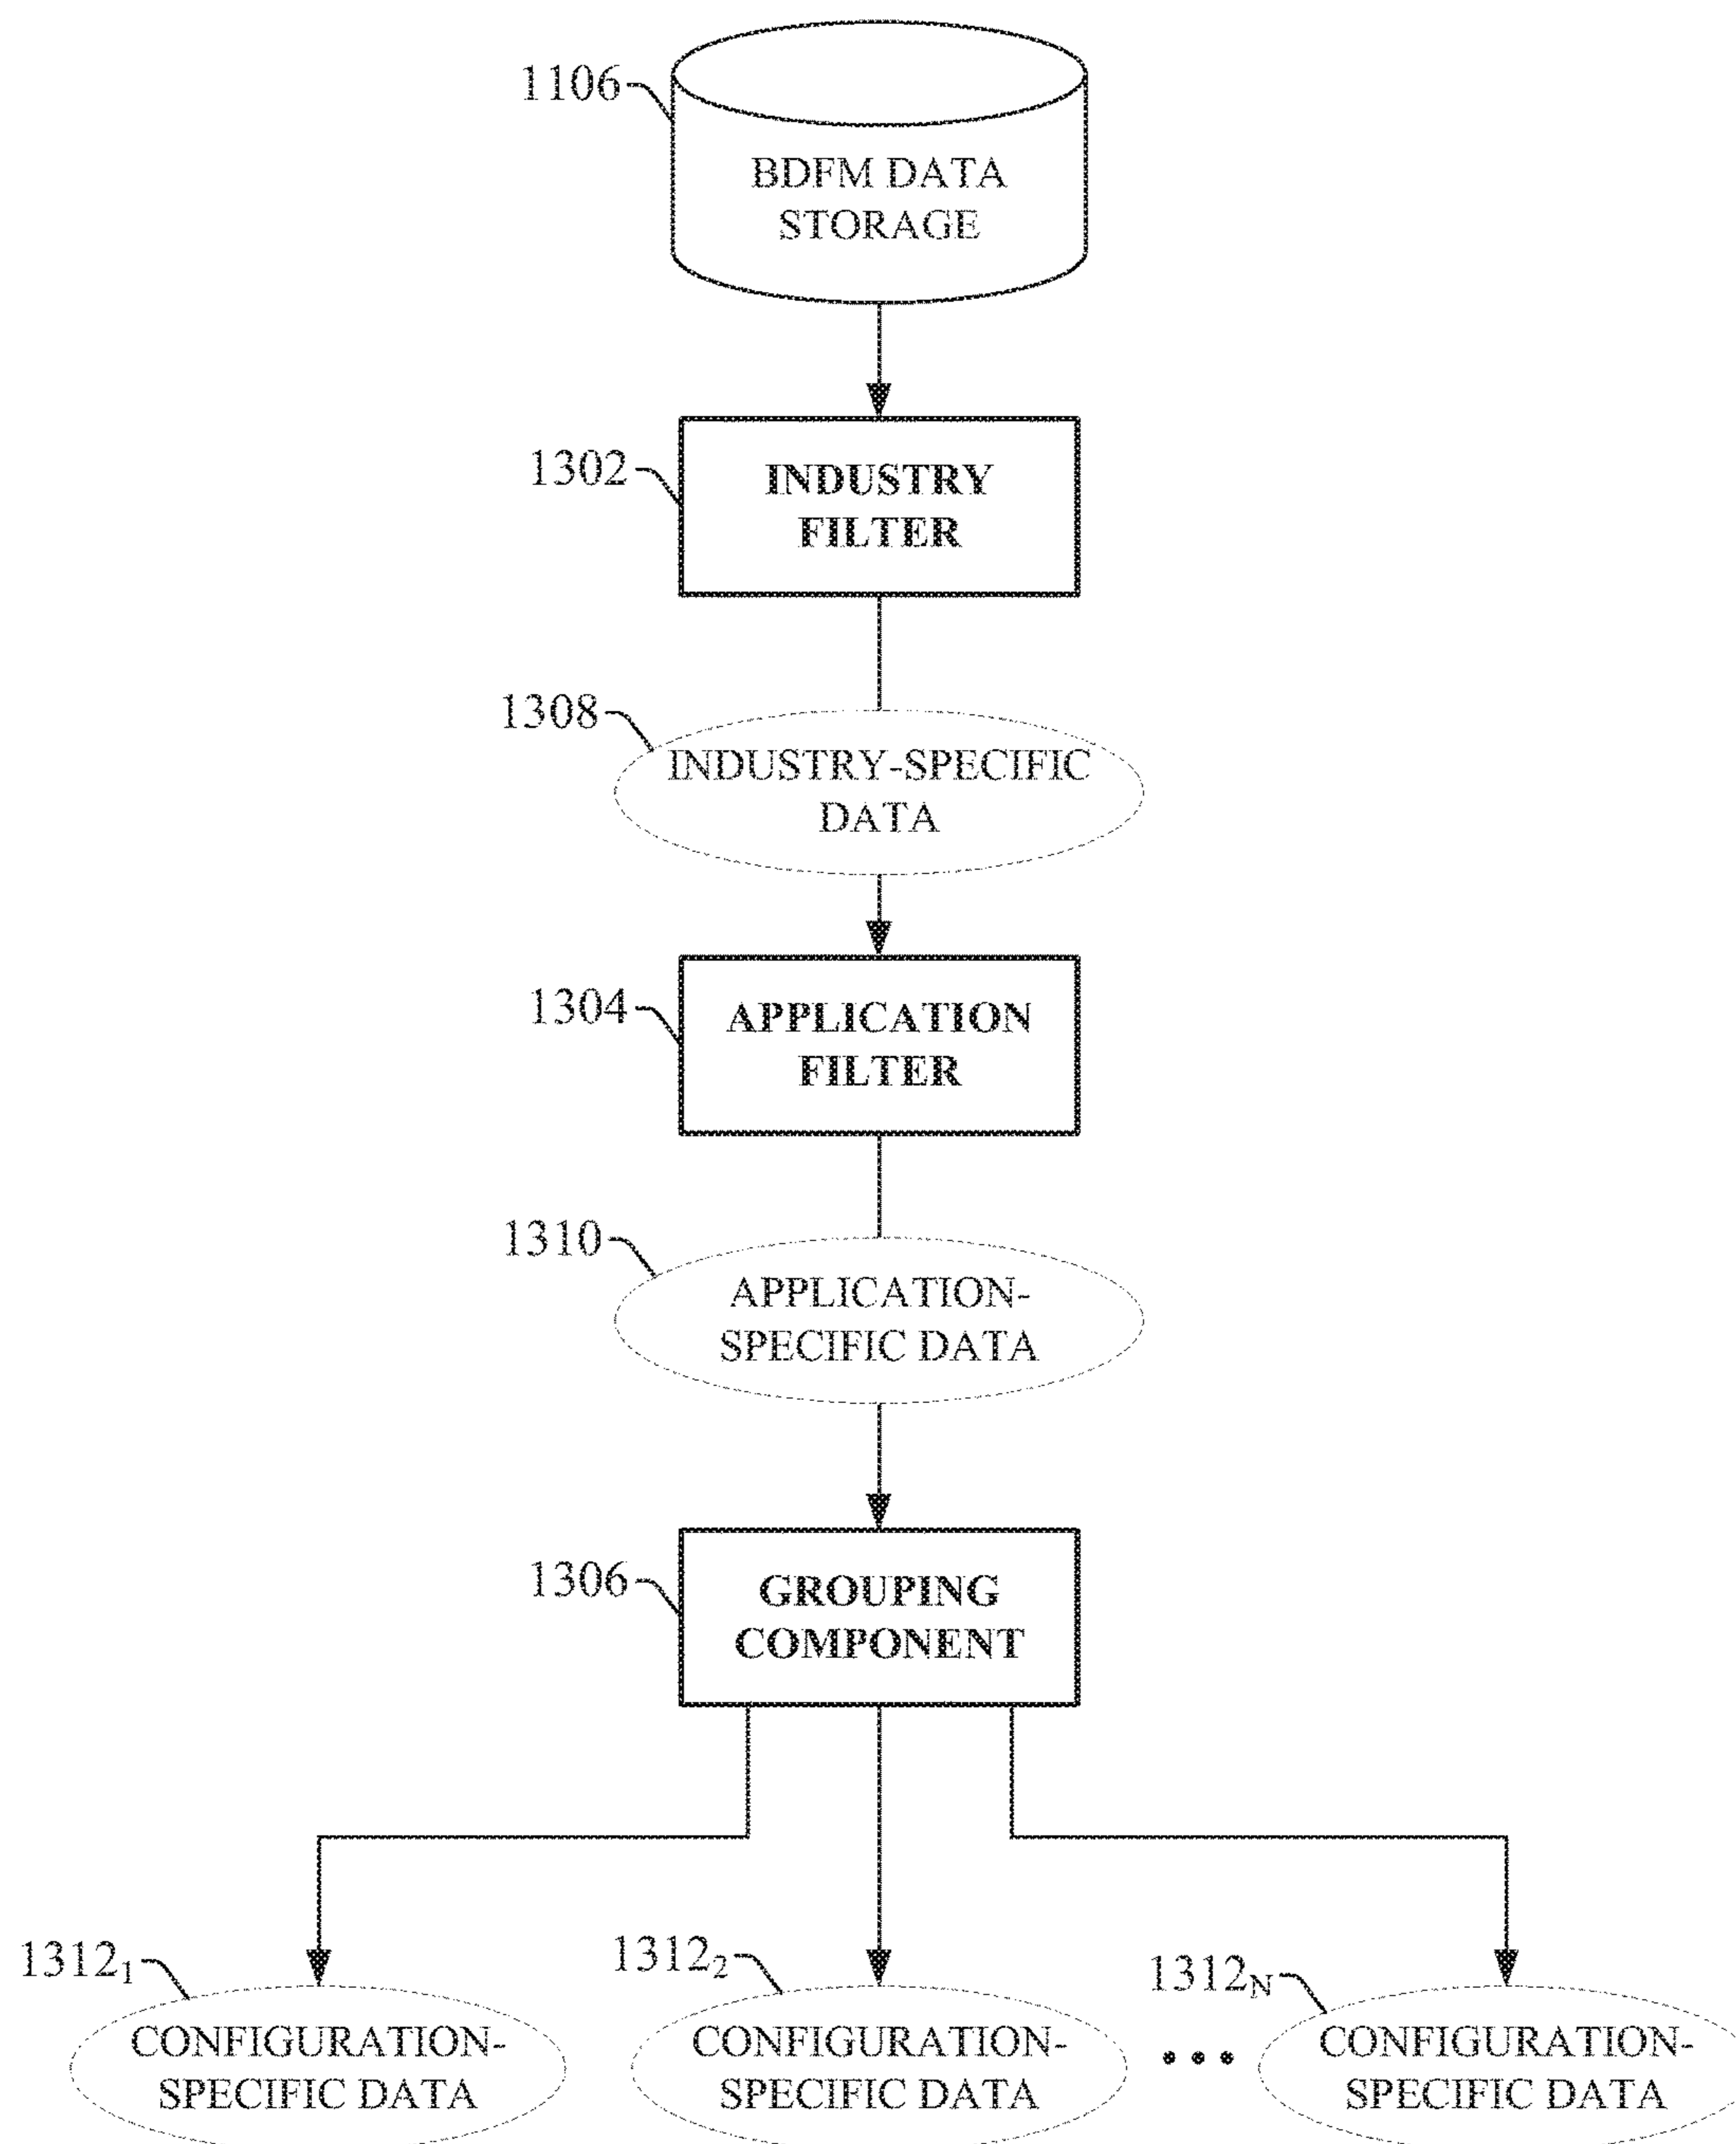 1106
BDFM DATA
STORAGE
1302
INDUSTRY
FILTER
1308
INDUSTRY-SPECIFIC
DATA
1304
APPLICATION
FILTER
1310
APPLICATION-
SPECIFIC DATA
1306
GROUPING
COMPONENT
1312₁
CONFIGURATION-
SPECIFIC DATA
1312₂
CONFIGURATION-
SPECIFIC DATA
•••
1312N
CONFIGURATION-
SPECIFIC DATA